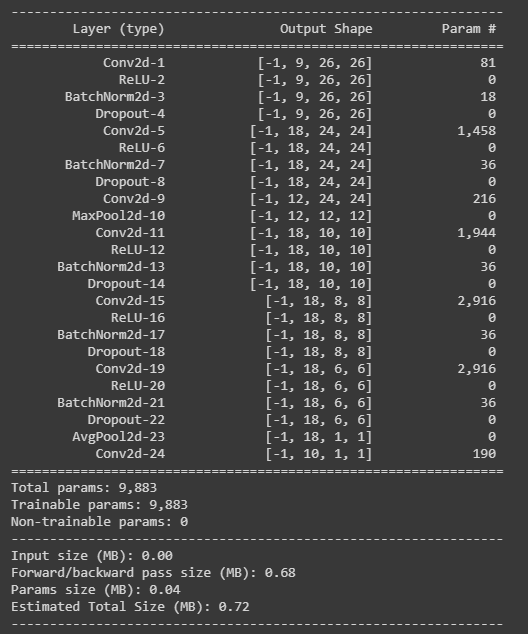 ----------------------------------------------------------------
Layer (type) Output Shape Param #
================================================================
Conv2d-1 [-1, 9, 26, 26] 81
ReLU-2 [-1, 9, 26, 26] 0
BatchNorm2d-3 [-1, 9, 26, 26] 18
Dropout-4 [-1, 9, 26, 26] 0
Conv2d-5 [-1, 18, 24, 24] 1,458
ReLU-6 [-1, 18, 24, 24] 0
BatchNorm2d-7 [-1, 18, 24, 24] 36
Dropout-8 [-1, 18, 24, 24] 0
Conv2d-9 [-1, 12, 24, 24] 216
MaxPool2d-10 [-1, 12, 12, 12] 0
Conv2d-11 [-1, 18, 10, 10] 1,944
ReLU-12 [-1, 18, 10, 10] 0
BatchNorm2d-13 [-1, 18, 10, 10] 36
Dropout-14 [-1, 18, 10, 10] 0
Conv2d-15 [-1, 18, 8, 8] 2,916
ReLU-16 [-1, 18, 8, 8] 0
BatchNorm2d-17 [-1, 18, 8, 8] 36
Dropout-18 [-1, 18, 8, 8] 0
Conv2d-19 [-1, 18, 6, 6] 2,916
ReLU-20 [-1, 18, 6, 6] 0
BatchNorm2d-21 [-1, 18, 6, 6] 36
Dropout-22 [-1, 18, 6, 6] 0
AvgPool2d-23 [-1, 18, 1, 1] 0
Conv2d-24 [-1, 10, 1, 1] 190
================================================================
Total params: 9,883
Trainable params: 9,883
Non-trainable params: 0
----------------------------------------------------------------
Input size (MB): 0.00
Forward/backward pass size (MB): 0.68
Params size (MB): 0.04
Estimated Total Size (MB): 0.72
----------------------------------------------------------------